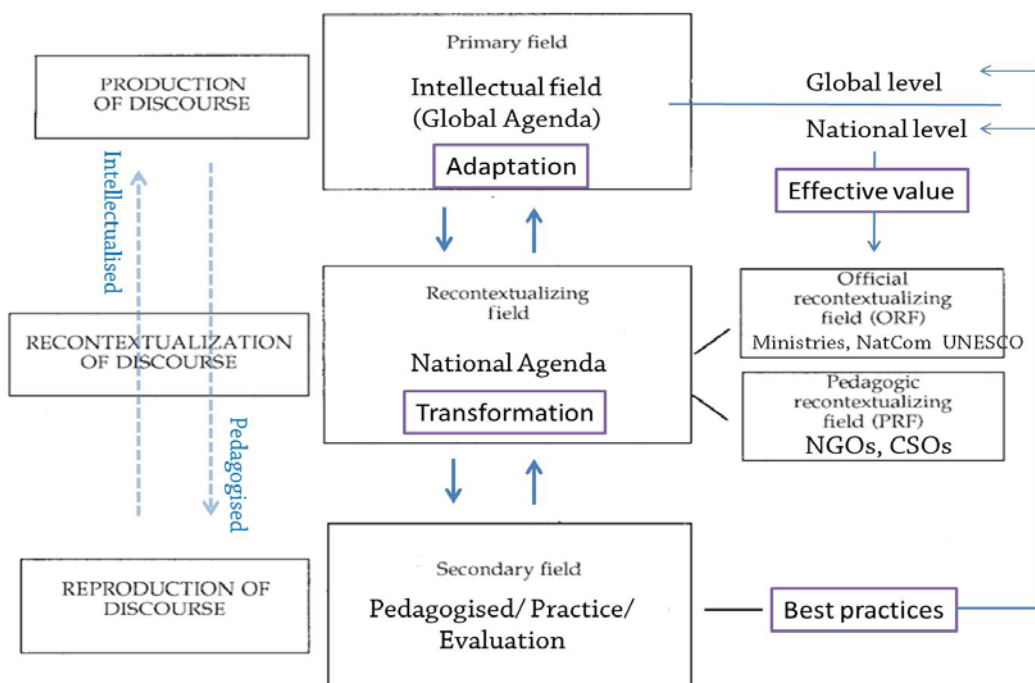 PRODUCTION
OF DISCOURSE
Primary field
Intellectual field
(Global Agenda)
Adaptation
Global level
National level
Effective value
Intellectualised
Pedagogised
RECONTEXTUALIZATION
OF DISCOURSE
Recontextualizing
field
National Agenda
Transformation
Official
recontextualizing
field (ORF)
Ministries, NatCom UNESCO
Pedagogic
recontextualizing
field (PRF)
NGOs, CSOs
REPRODUCTION OF
DISCOURSE
Secondary field
Pedagogised/ Practice/
Evaluation
Best practices